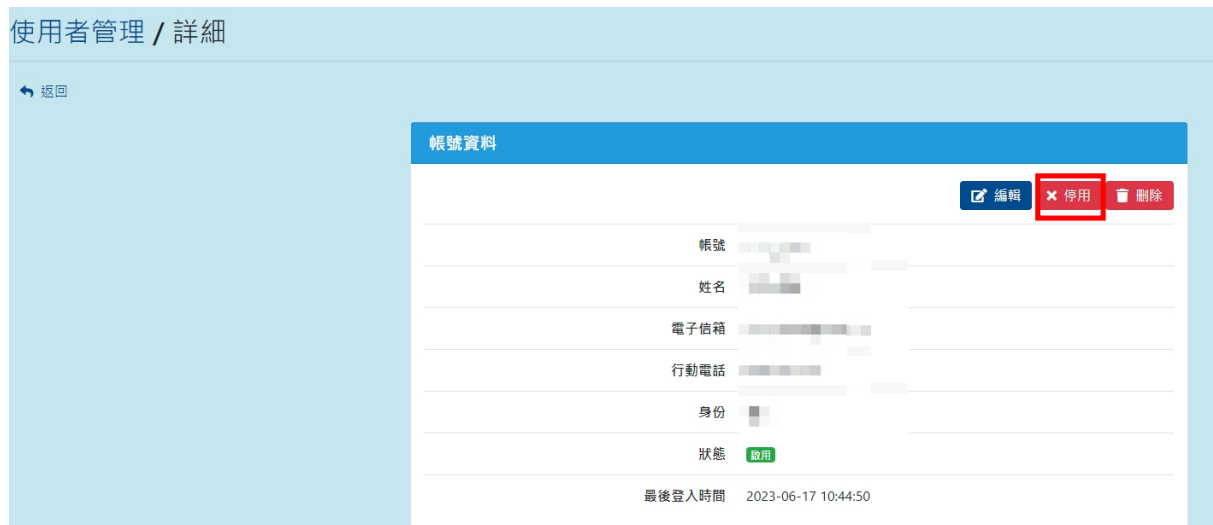 使用者管理 / 詳細
返回
帳號資料
編輯 停用 刪除
帳號
姓名
電子信箱
行動電話
身份
狀態 啟用
最後登入時間 2023-06-17 10:44:50